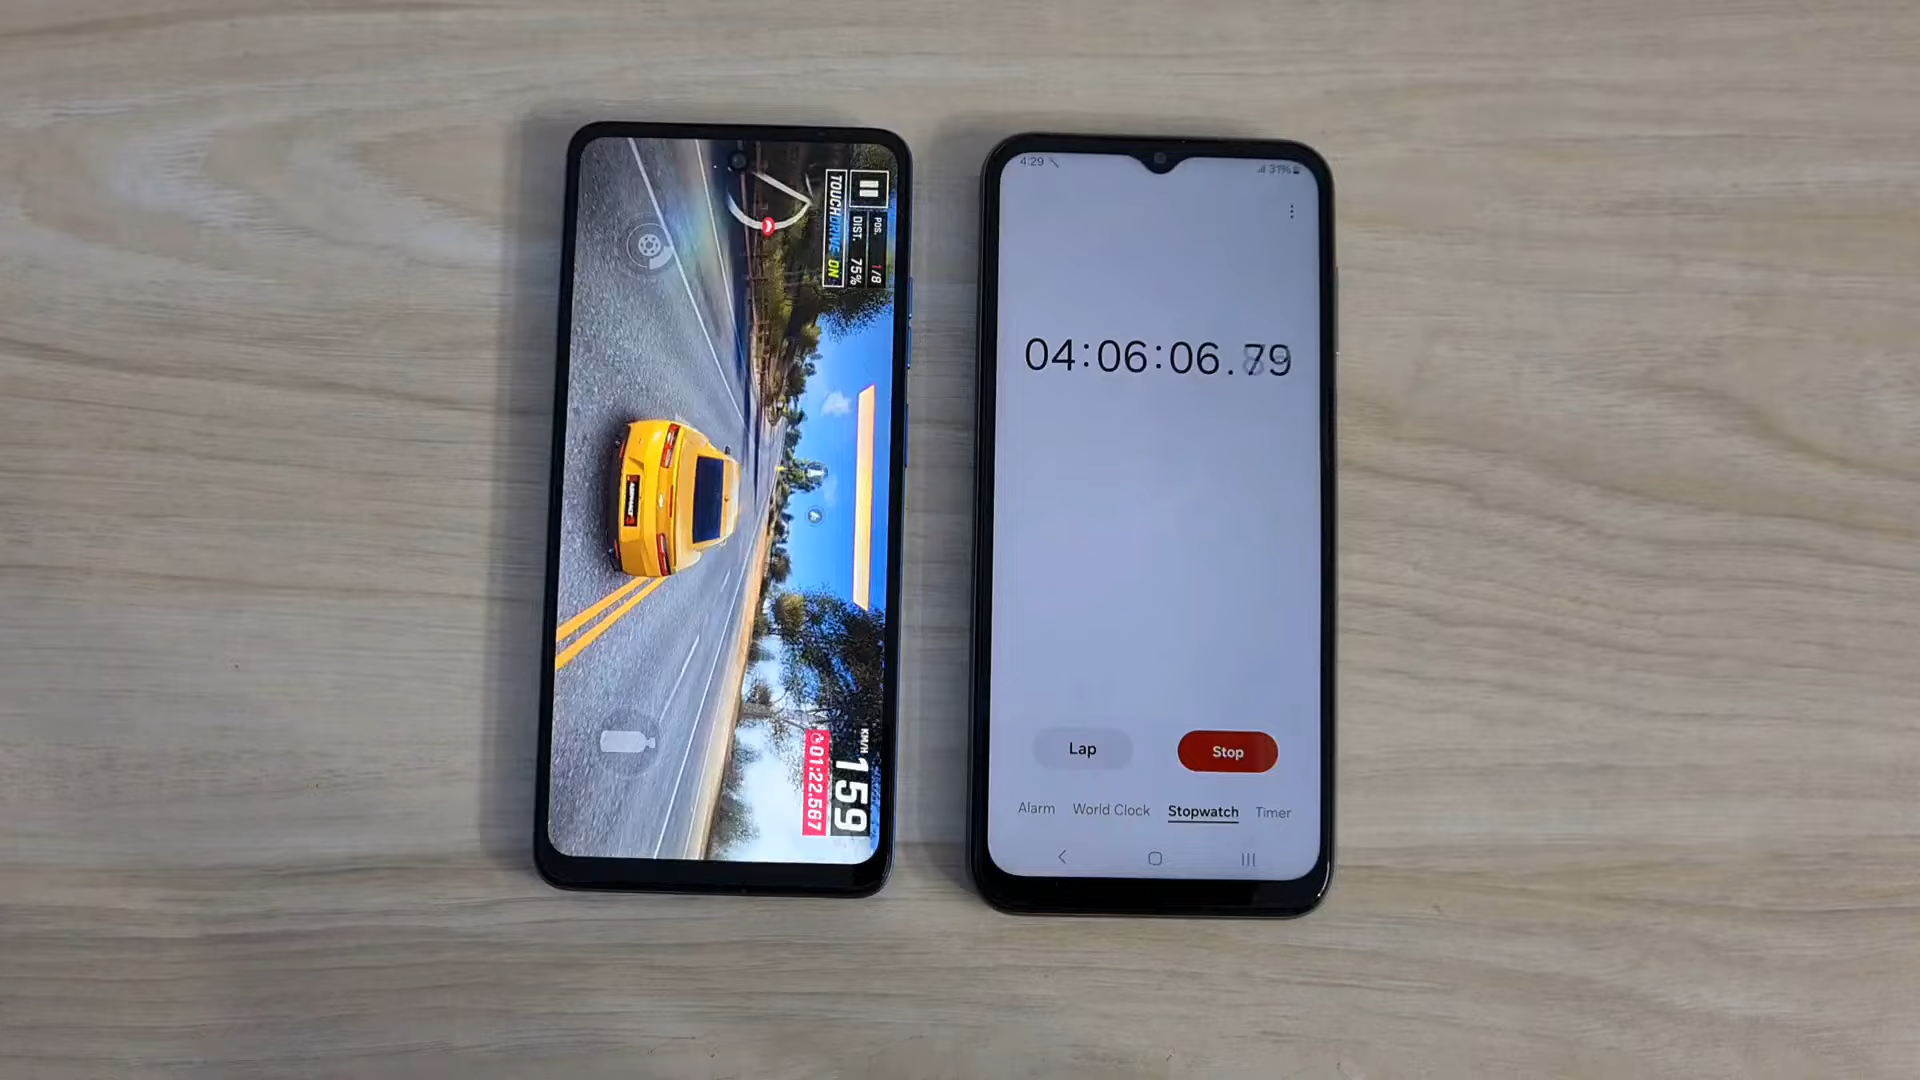 POS. 1/8
DIST. 75%
TOUCHDRIVE ON
KM/H
159
01:22.567
ASPHALT
4:29
31%
04:06:06.79
Lap
Stop
Alarm
World Clock
Stopwatch
Timer